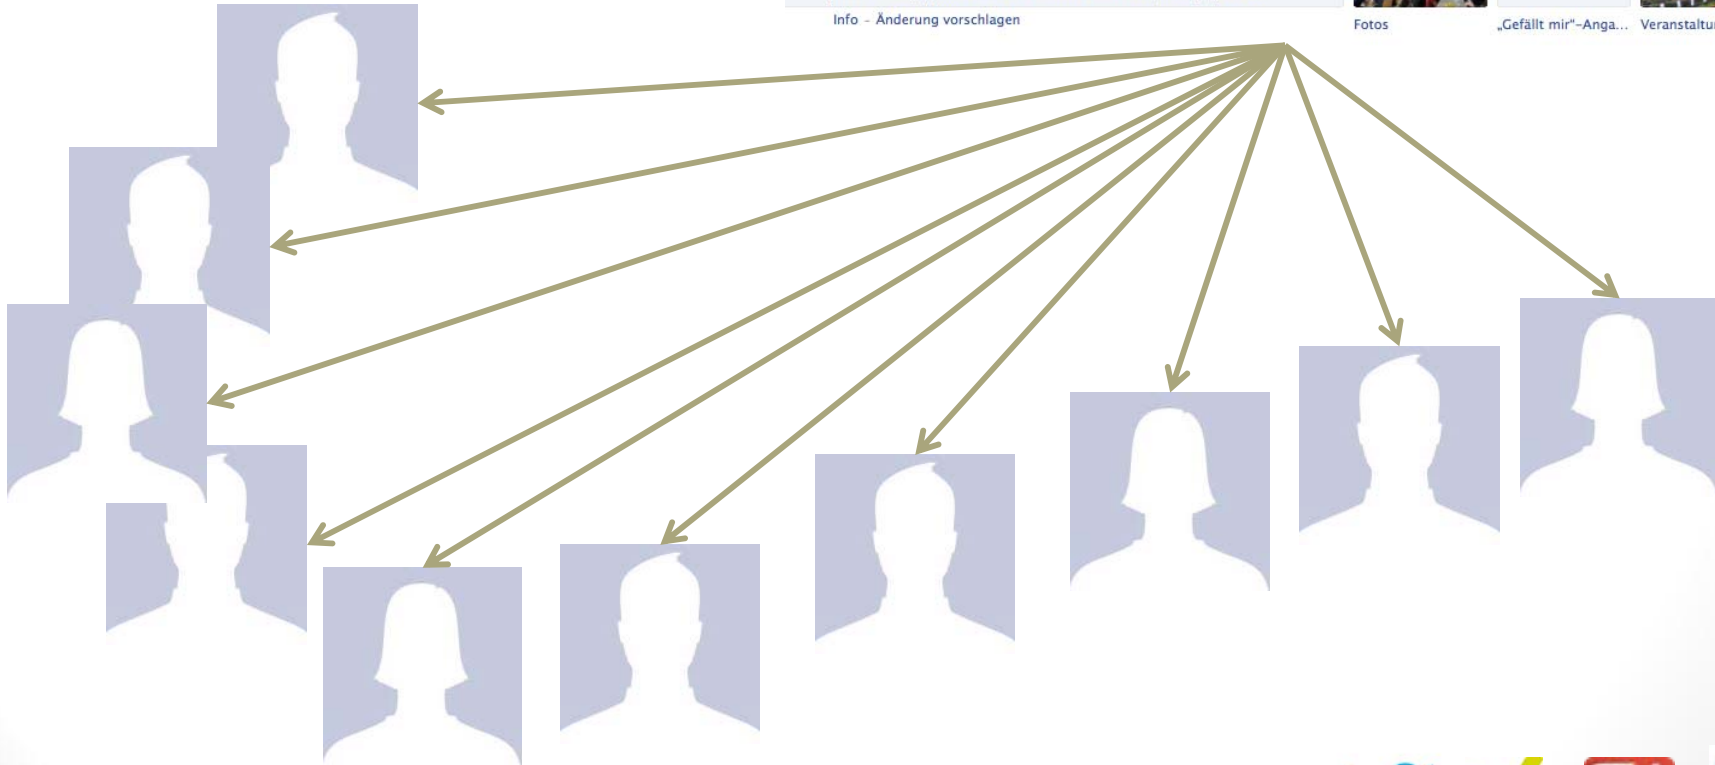 Info - Änderung vorschlagen
Fotos
„Gefällt mir"-Anga...